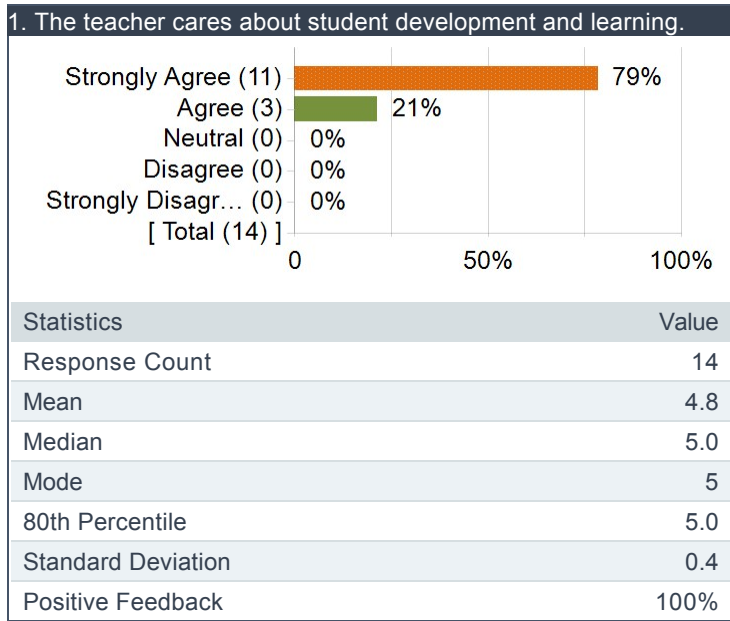 1. The teacher cares about student development and learning.
Strongly Agree (11) 79%
Agree (3) 21%
Neutral (0) 0%
Disagree (0) 0%
Strongly Disagr... (0) 0%
[ Total (14) ]
0 50% 100%
Statistics Value
Response Count 14
Mean 4.8
Median 5.0
Mode 5
80th Percentile 5.0
Standard Deviation 0.4
Positive Feedback 100%